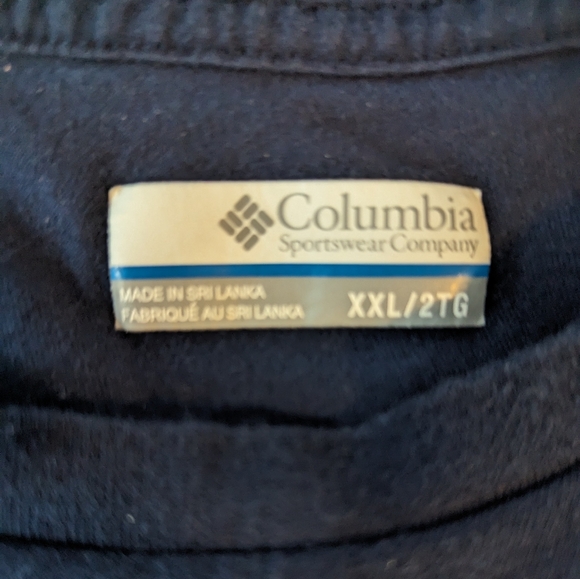 Columbia
Sportswear Company
MADE IN SRI LANKA
FABRIQUÉ AU SRI LANKA
XXL/2TG